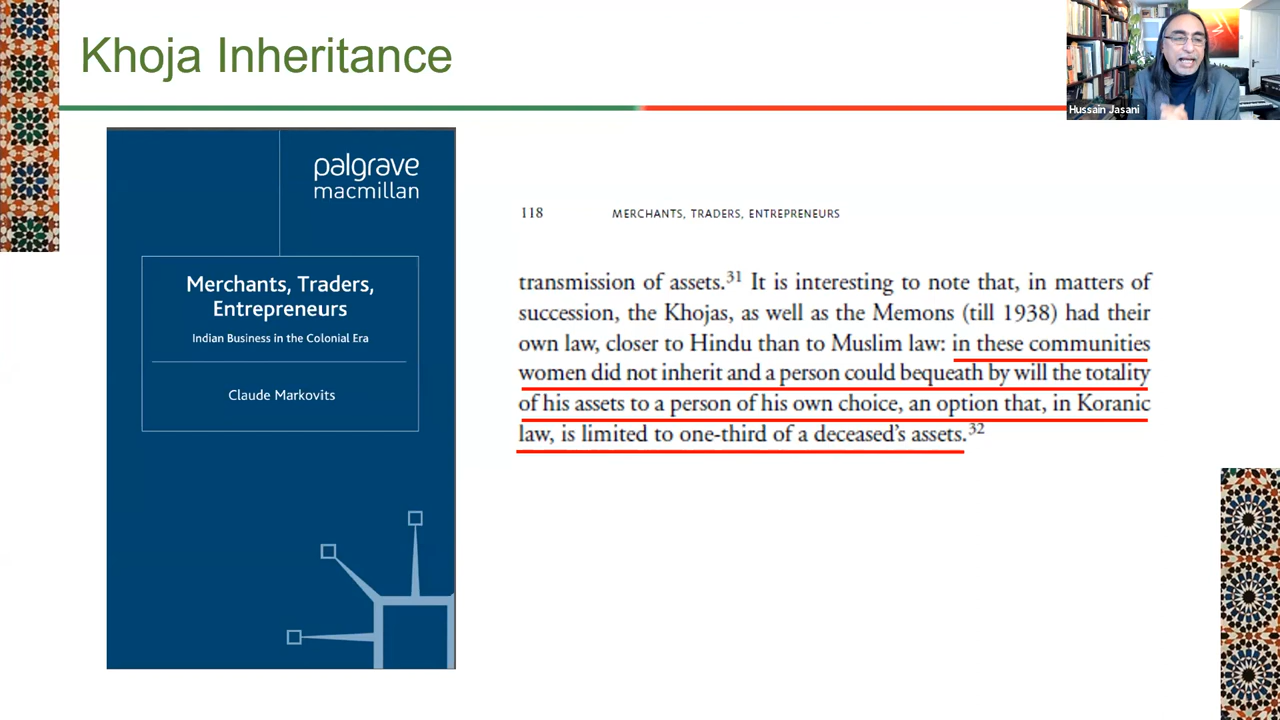 Khoja Inheritance
Hussain Jasani
palgrave
macmillan
Merchants, Traders,
Entrepreneurs
Indian Business in the Colonial Era
Claude Markovits
118 MERCHANTS, TRADERS, ENTREPRENEURS
transmission of assets.31 It is interesting to note that, in matters of
succession, the Khojas, as well as the Memons (till 1938) had their
own law, closer to Hindu than to Muslim law: in these communities
women did not inherit and a person could bequeath by will the totality
of his assets to a person of his own choice, an option that, in Koranic
law, is limited to one-third of a deceased's assets.32